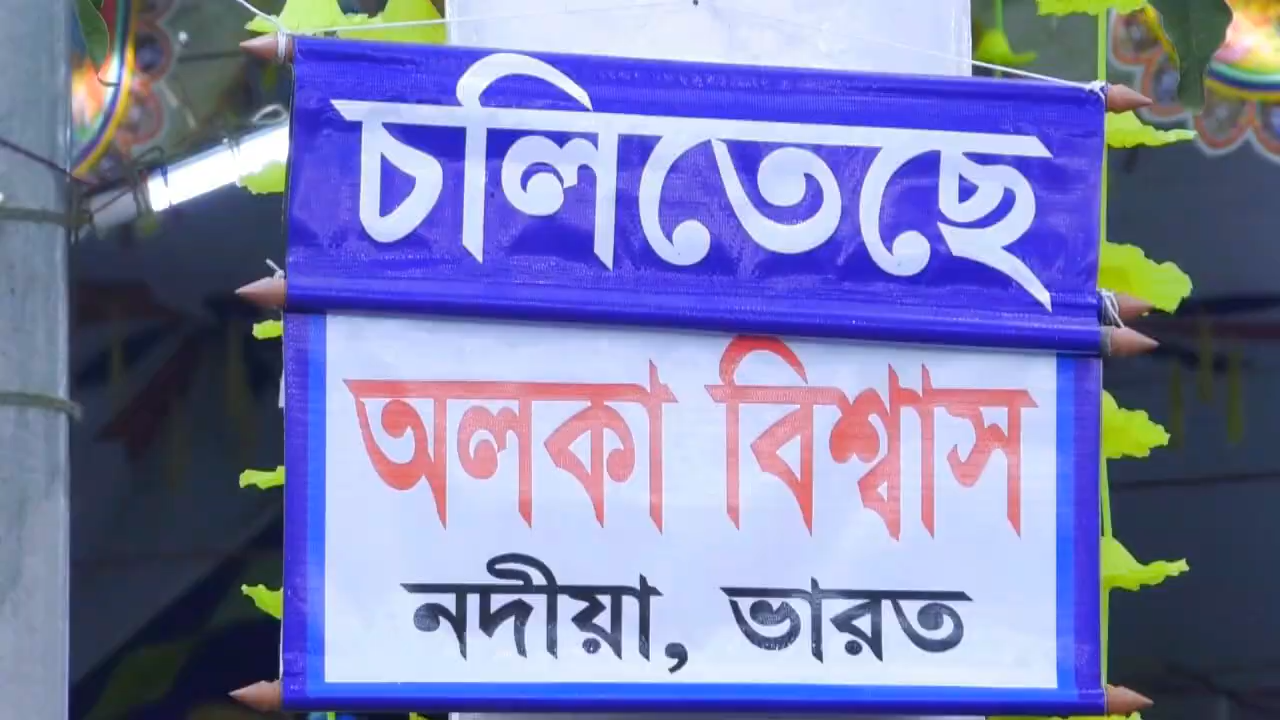 চলিতেছে
অলকা বিশ্বাস
নদীয়া, ভারত